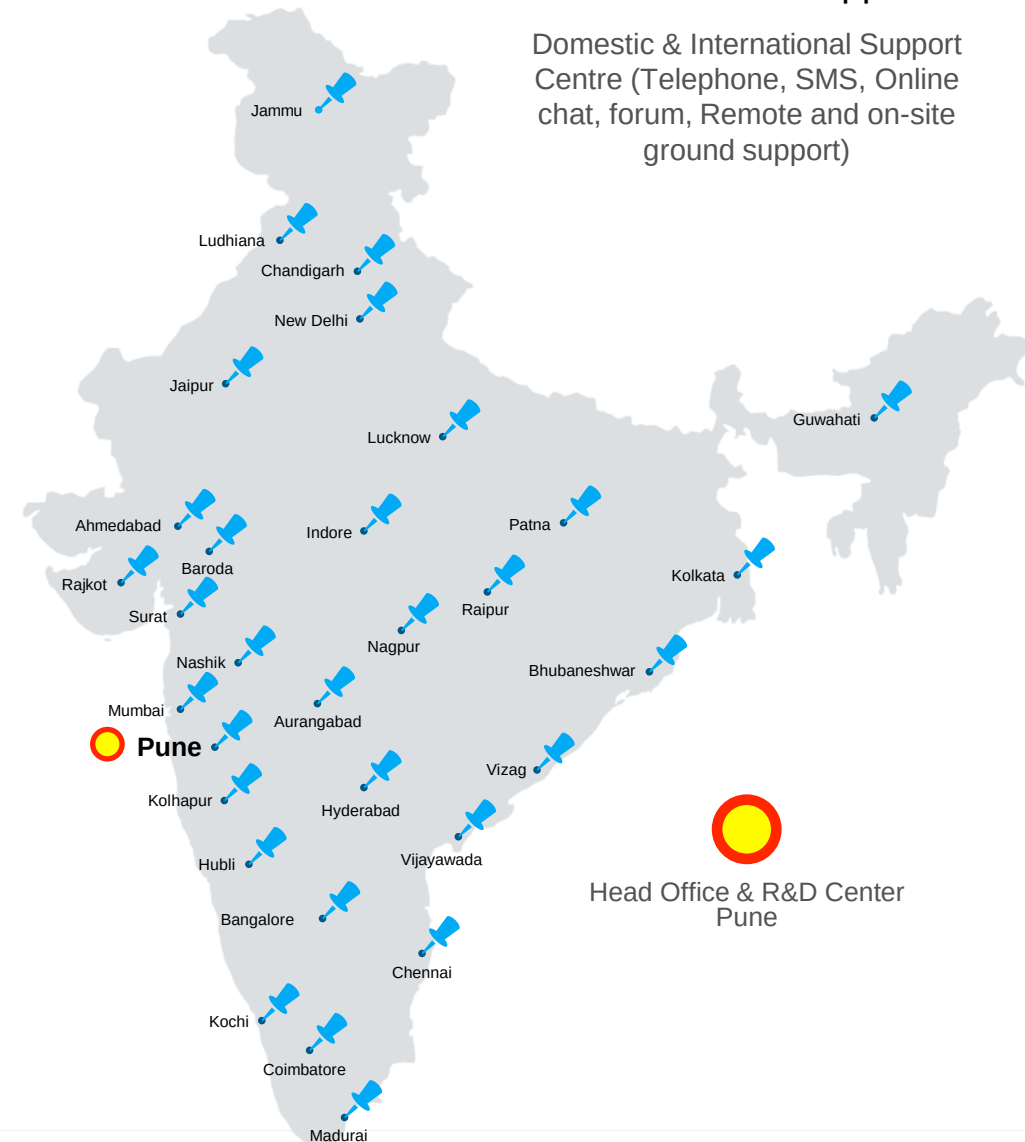 Domestic & International Support
Centre (Telephone, SMS, Online
chat, forum, Remote and on-site
ground support)
Jammu
Ludhiana
Chandigarh
New Delhi
Jaipur
Lucknow
Guwahati
Ahmedabad
Indore
Patna
Baroda
Kolkata
Rajkot
Raipur
Surat
Nagpur
Nashik
Bhubaneshwar
Mumbai
Aurangabad
Pune
Vizag
Kolhapur
Hyderabad
Vijayawada
Hubli
Head Office & R&D Center
Pune
Bangalore
Chennai
Kochi
Coimbatore
Madurai